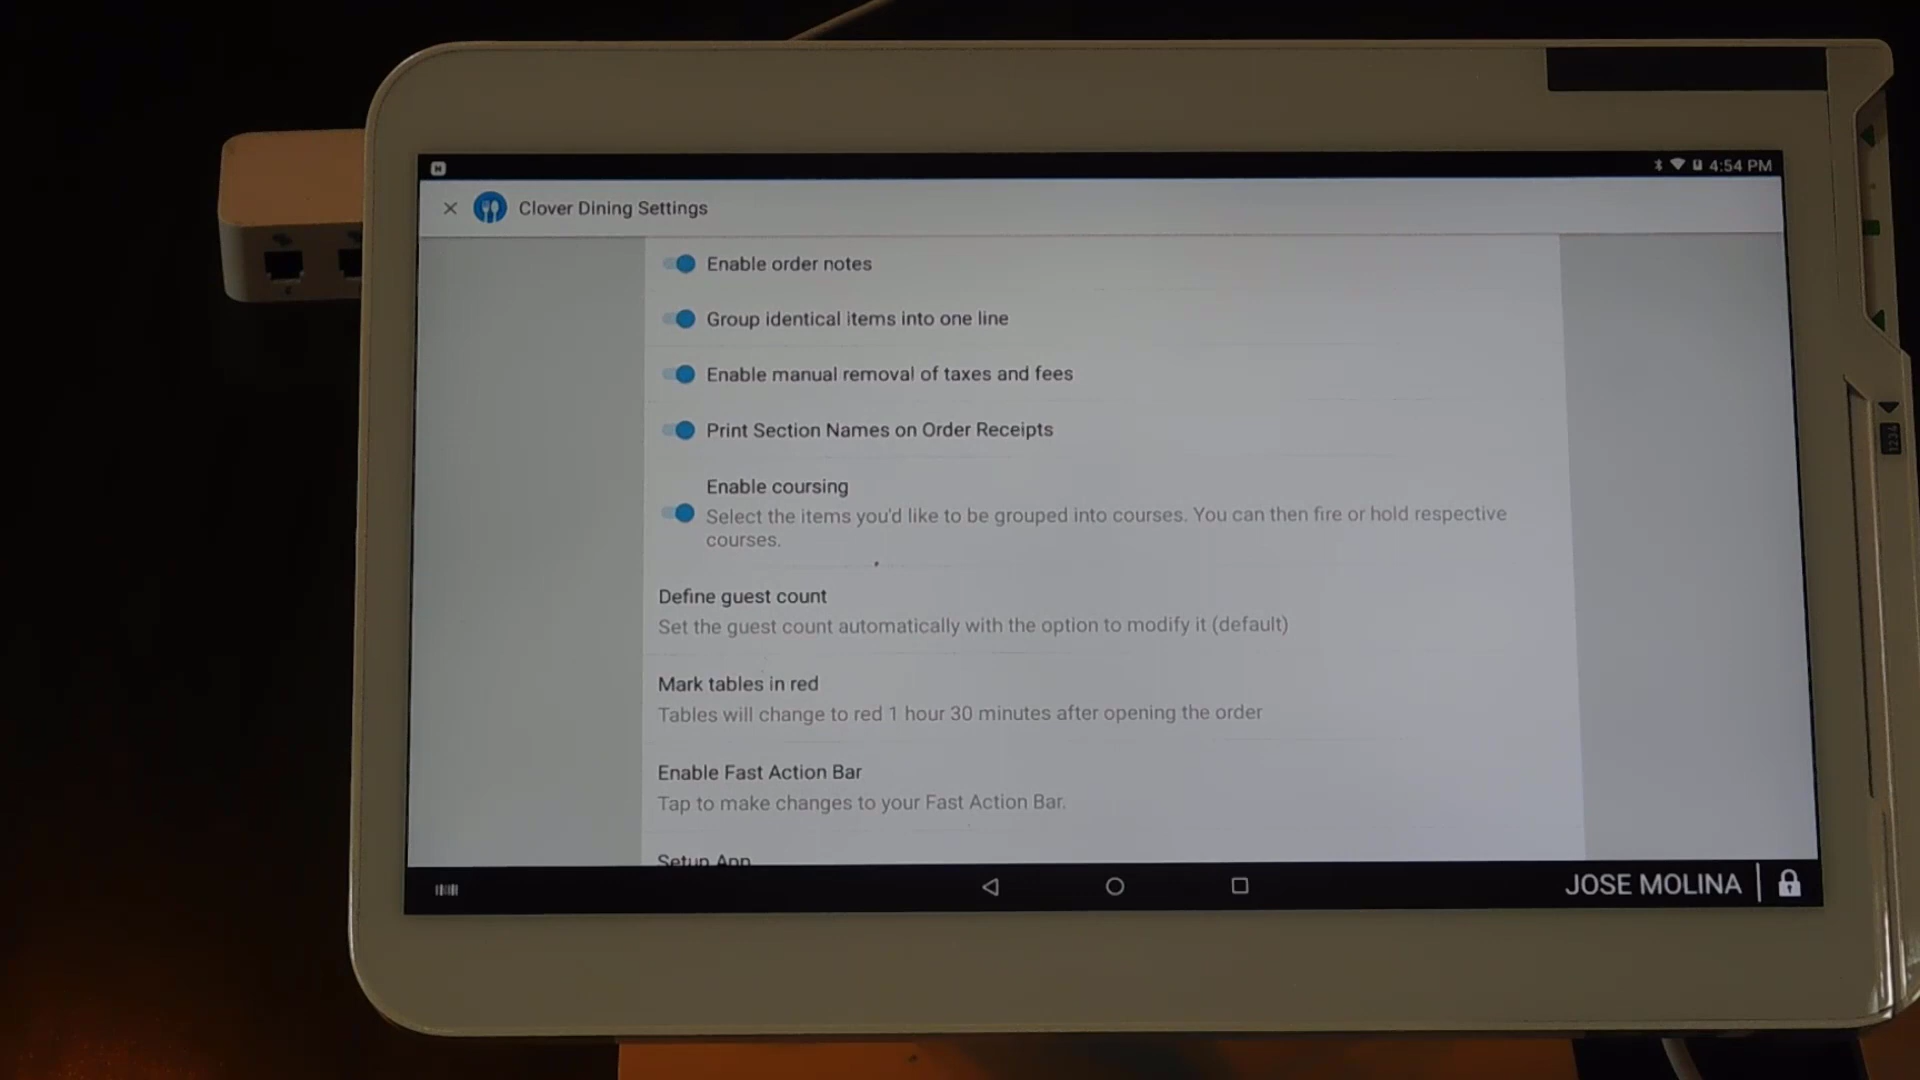 4:54 PM
Clover Dining Settings
Enable order notes
Group identical items into one line
Enable manual removal of taxes and fees
Print Section Names on Order Receipts
Enable coursing
Select the items you'd like to be grouped into courses. You can then fire or hold respective
courses.
Define guest count
Set the guest count automatically with the option to modify it (default)
Mark tables in red
Tables will change to red 1 hour 30 minutes after opening the order
Enable Fast Action Bar
Tap to make changes to your Fast Action Bar.
Setup App
JOSE MOLINA
1234